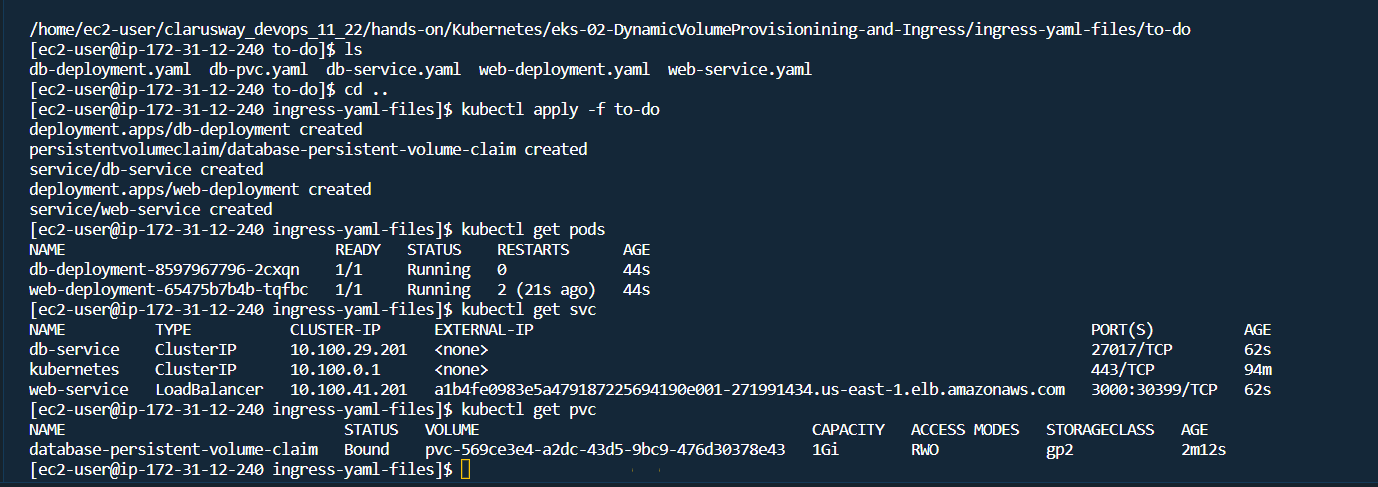 /home/ec2-user/clarusway_devops_11_22/hands-on/Kubernetes/eks-02-DynamicVolumeProvisionining-and-Ingress/ingress-yaml-files/to-do
[ec2-user@ip-172-31-12-240 to-do]$ ls
db-deployment.yaml  db-pvc.yaml  db-service.yaml  web-deployment.yaml  web-service.yaml
[ec2-user@ip-172-31-12-240 to-do]$ cd ..
[ec2-user@ip-172-31-12-240 ingress-yaml-files]$ kubectl apply -f to-do
deployment.apps/db-deployment created
persistentvolumeclaim/database-persistent-volume-claim created
service/db-service created
deployment.apps/web-deployment created
service/web-service created
[ec2-user@ip-172-31-12-240 ingress-yaml-files]$ kubectl get pods
NAME                              READY   STATUS    RESTARTS      AGE
db-deployment-8597967796-2cxqn    1/1     Running   0             44s
web-deployment-65475b7b4b-tqfbc   1/1     Running   2 (21s ago)   44s
[ec2-user@ip-172-31-12-240 ingress-yaml-files]$ kubectl get svc
NAME          TYPE           CLUSTER-IP      EXTERNAL-IP                                                              PORT(S)          AGE
db-service    ClusterIP      10.100.29.201   <none>                                                                   27017/TCP        62s
kubernetes    ClusterIP      10.100.0.1      <none>                                                                   443/TCP          94m
web-service   LoadBalancer   10.100.41.201   a1b4fe0983e5a479187225694190e001-271991434.us-east-1.elb.amazonaws.com   3000:30399/TCP   62s
[ec2-user@ip-172-31-12-240 ingress-yaml-files]$ kubectl get pvc
NAME                               STATUS   VOLUME                                     CAPACITY   ACCESS MODES   STORAGECLASS   AGE
database-persistent-volume-claim   Bound    pvc-569ce3e4-a2dc-43d5-9bc9-476d30378e43   1Gi        RWO            gp2            2m12s
[ec2-user@ip-172-31-12-240 ingress-yaml-files]$